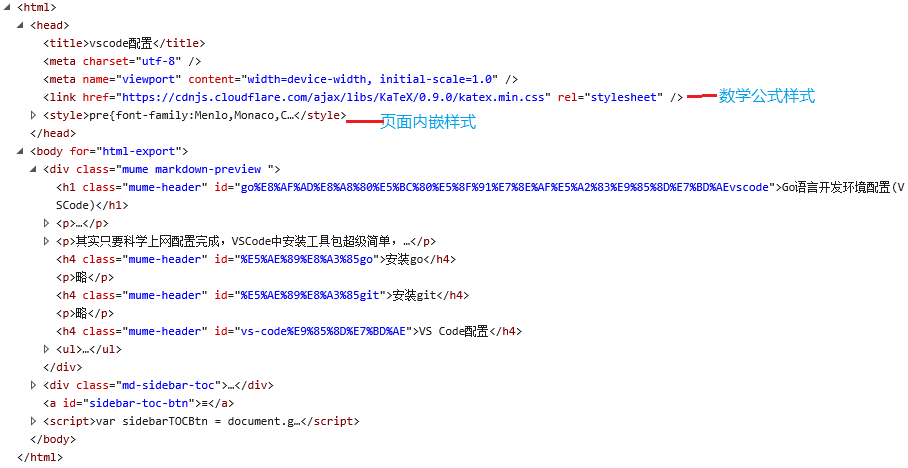 <html>
<head>
<title>vscode配置</title>
<meta charset="utf-8" />
<meta name="viewport" content="width=device-width, initial-scale=1.0" />
<link href="https://cdnjs.cloudflare.com/ajax/libs/KaTeX/0.9.0/katex.min.css" rel="stylesheet" /> 数学公式样式
<style>pre{font-family:Menlo,Monaco,C…</style> 页面内嵌样式
</head>
<body for="html-export">
<div class="mume markdown-preview ">
<h1 class="mume-header" id="go%E8%AF%AD%E8%A8%80%E5%BC%80%E5%8F%91%E7%8E%AF%E5%A2%83%E9%85%8D%E7%BD%AEvscode">Go语言开发环境配置(V
SCode)</h1>
<p>…</p>
<p>其实只要科学上网配置完成，VSCode中安装工具包超级简单，…</p>
<h4 class="mume-header" id="%E5%AE%89%E8%A3%85go">安装go</h4>
<p>略</p>
<h4 class="mume-header" id="%E5%AE%89%E8%A3%85git">安装git</h4>
<p>略</p>
<h4 class="mume-header" id="vs-code%E9%85%8D%E7%BD%AE">VS Code配置</h4>
<ul>…</ul>
</div>
<div class="md-sidebar-toc">…</div>
<a id="sidebar-toc-btn">≡</a>
<script>var sidebarTOCBtn = document.g…</script>
</body>
</html>